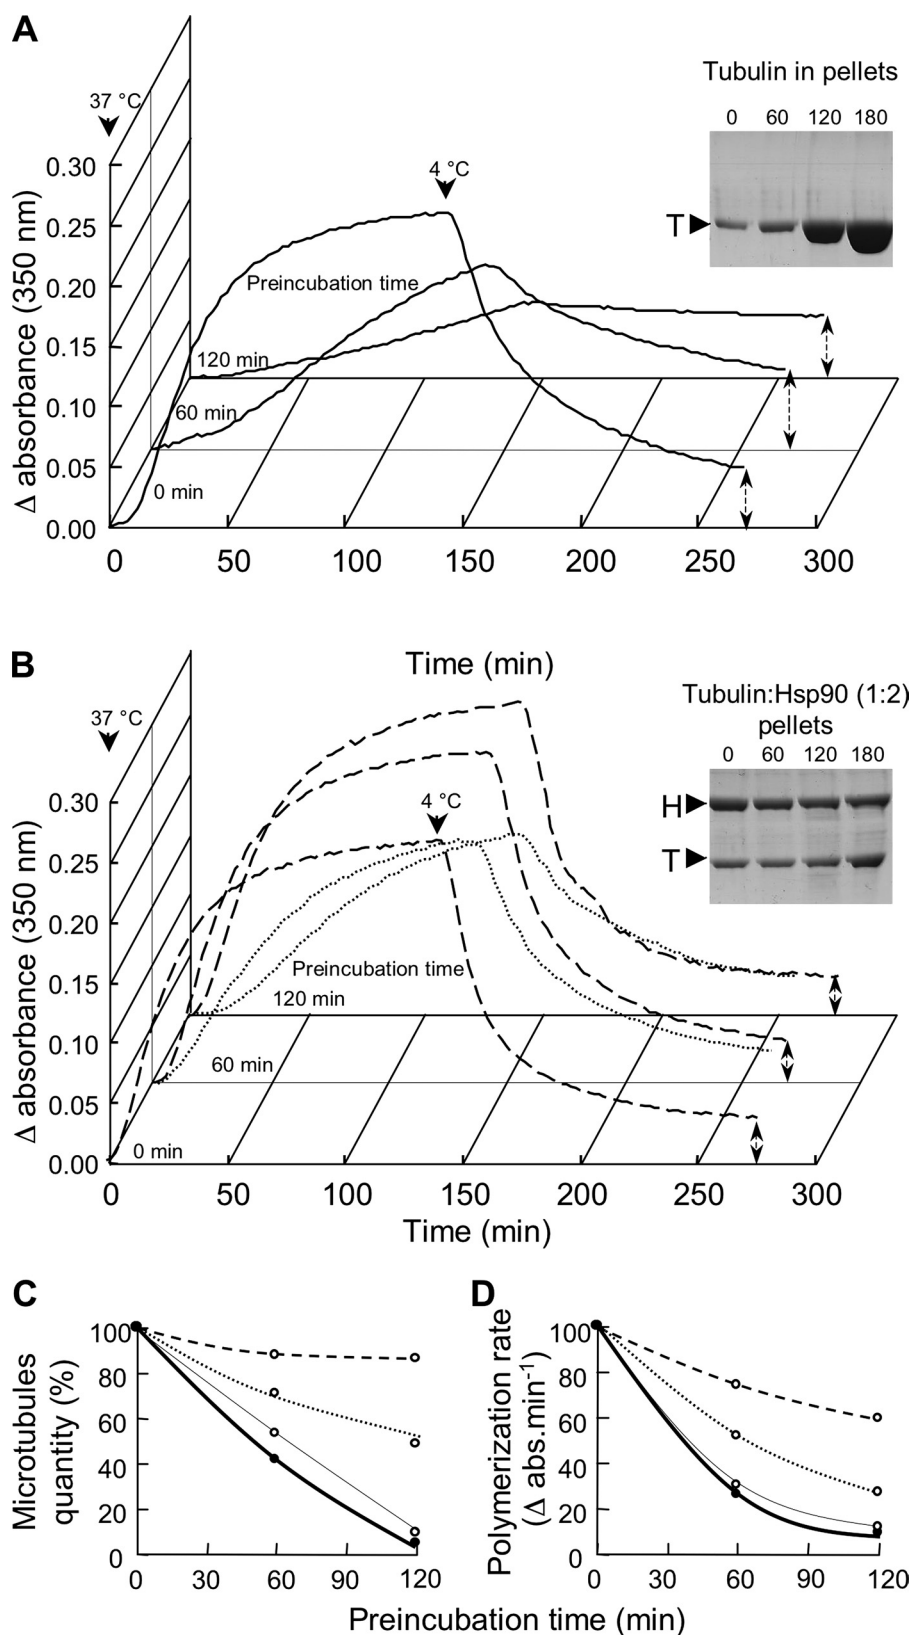 A
37 °C
Tubulin in pellets
0 60 120 180
T
4 °C
0.30
0.25
0.20
0.15
0.10
0.05
0.00
Δ absorbance (350 nm)
Preincubation time
120 min
60 min
0 min
0 50 100 150 200 250 300
B
Time (min)
37 °C
Tubulin:Hsp90 (1:2)
pellets
0 60 120 180
H
T
4 °C
0.30
0.25
0.20
0.15
0.10
0.05
0.00
Δ absorbance (350 nm)
Preincubation time
120 min
60 min
0 min
0 50 100 150 200 250 300
Time (min)
C
Microtubules
quantity (%)
100
80
60
40
20
0
0 30 60 90 120
D
Polymerization rate
(Δ abs.min⁻¹)
100
80
60
40
20
0
0 30 60 90 120
Preincubation time (min)